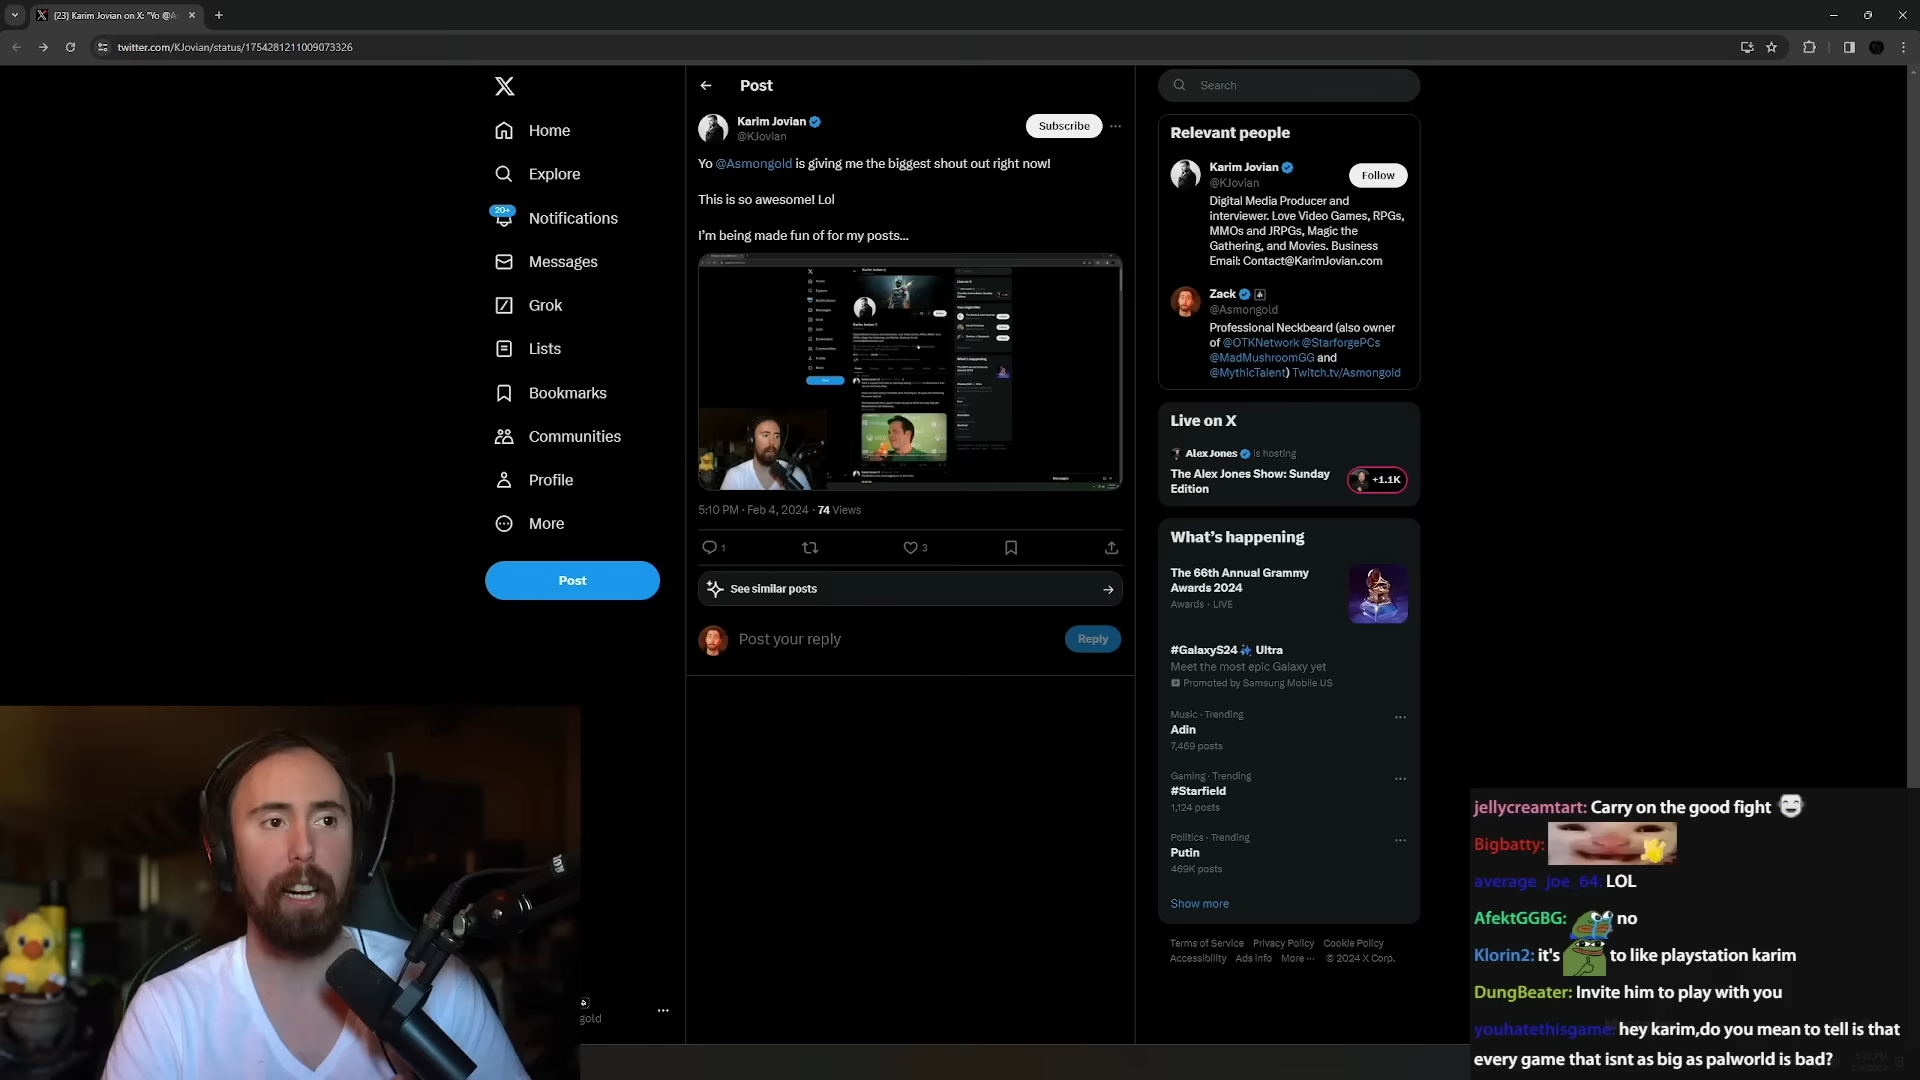 (23) Karim Jovian on X: "Yo @As
twitter.com/KJovian/status/1754281211009073326
Home
Explore
20+
Notifications
Messages
Grok
Lists
Bookmarks
Communities
Profile
More
Post
gold
Post
Karim Jovian
@KJovian
Subscribe
Yo @Asmongold is giving me the biggest shout out right now!
This is so awesome! Lol
I'm being made fun of for my posts...
5:10 PM · Feb 4, 2024 · 74 Views
1
3
See similar posts
Post your reply
Reply
Search
Relevant people
Karim Jovian
@KJovian
Follow
Digital Media Producer and
interviewer. Love Video Games, RPGs,
MMOs and JRPGs, Magic the
Gathering, and Movies. Business
Email: Contact@KarimJovian.com
Zack
@Asmongold
Professional Neckbeard (also owner
of @OTKNetwork @StarforgePCs
@MadMushroomGG and
@MythicTalent) Twitch.tv/Asmongold
Live on X
Alex Jones is hosting
The Alex Jones Show: Sunday
Edition
+1.1K
What's happening
The 66th Annual Grammy
Awards 2024
Awards · LIVE
#GalaxyS24 Ultra
Meet the most epic Galaxy yet
Promoted by Samsung Mobile US
Music · Trending
Adin
7,469 posts
Gaming · Trending
#Starfield
1,124 posts
Politics · Trending
Putin
469K posts
Show more
Terms of Service Privacy Policy Cookie Policy
Accessibility Ads info More ··· © 2024 X Corp.
jellycreamtart: Carry on the good fight
Bigbatty:
average_joe_64: LOL
AfektGGBG: no
Klorin2: it's to like playstation karim
DungBeater: Invite him to play with you
youhatethisgame: hey karim,do you mean to tell is that
every game that isnt as big as palworld is bad?